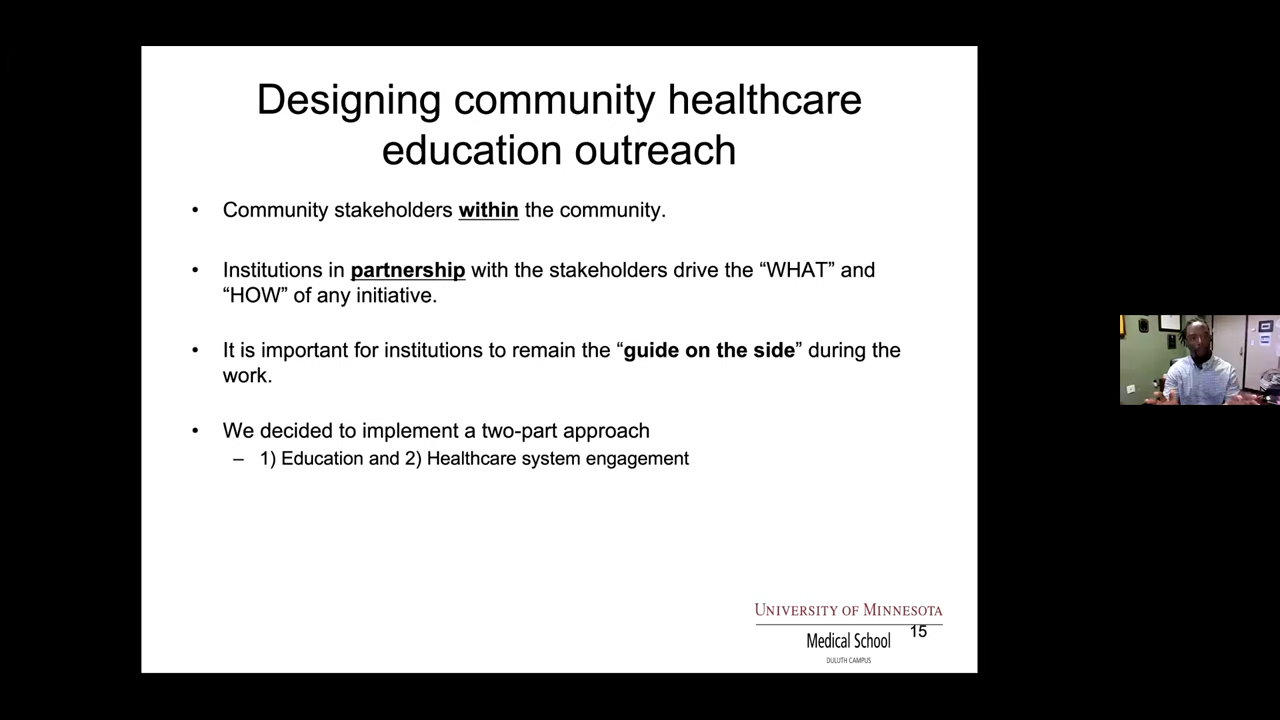 Designing community healthcare
education outreach
• Community stakeholders within the community.
• Institutions in partnership with the stakeholders drive the “WHAT” and
“HOW” of any initiative.
• It is important for institutions to remain the “guide on the side” during the
work.
• We decided to implement a two-part approach
– 1) Education and 2) Healthcare system engagement
UNIVERSITY OF MINNESOTA
15
Medical School
DULUTH CAMPUS